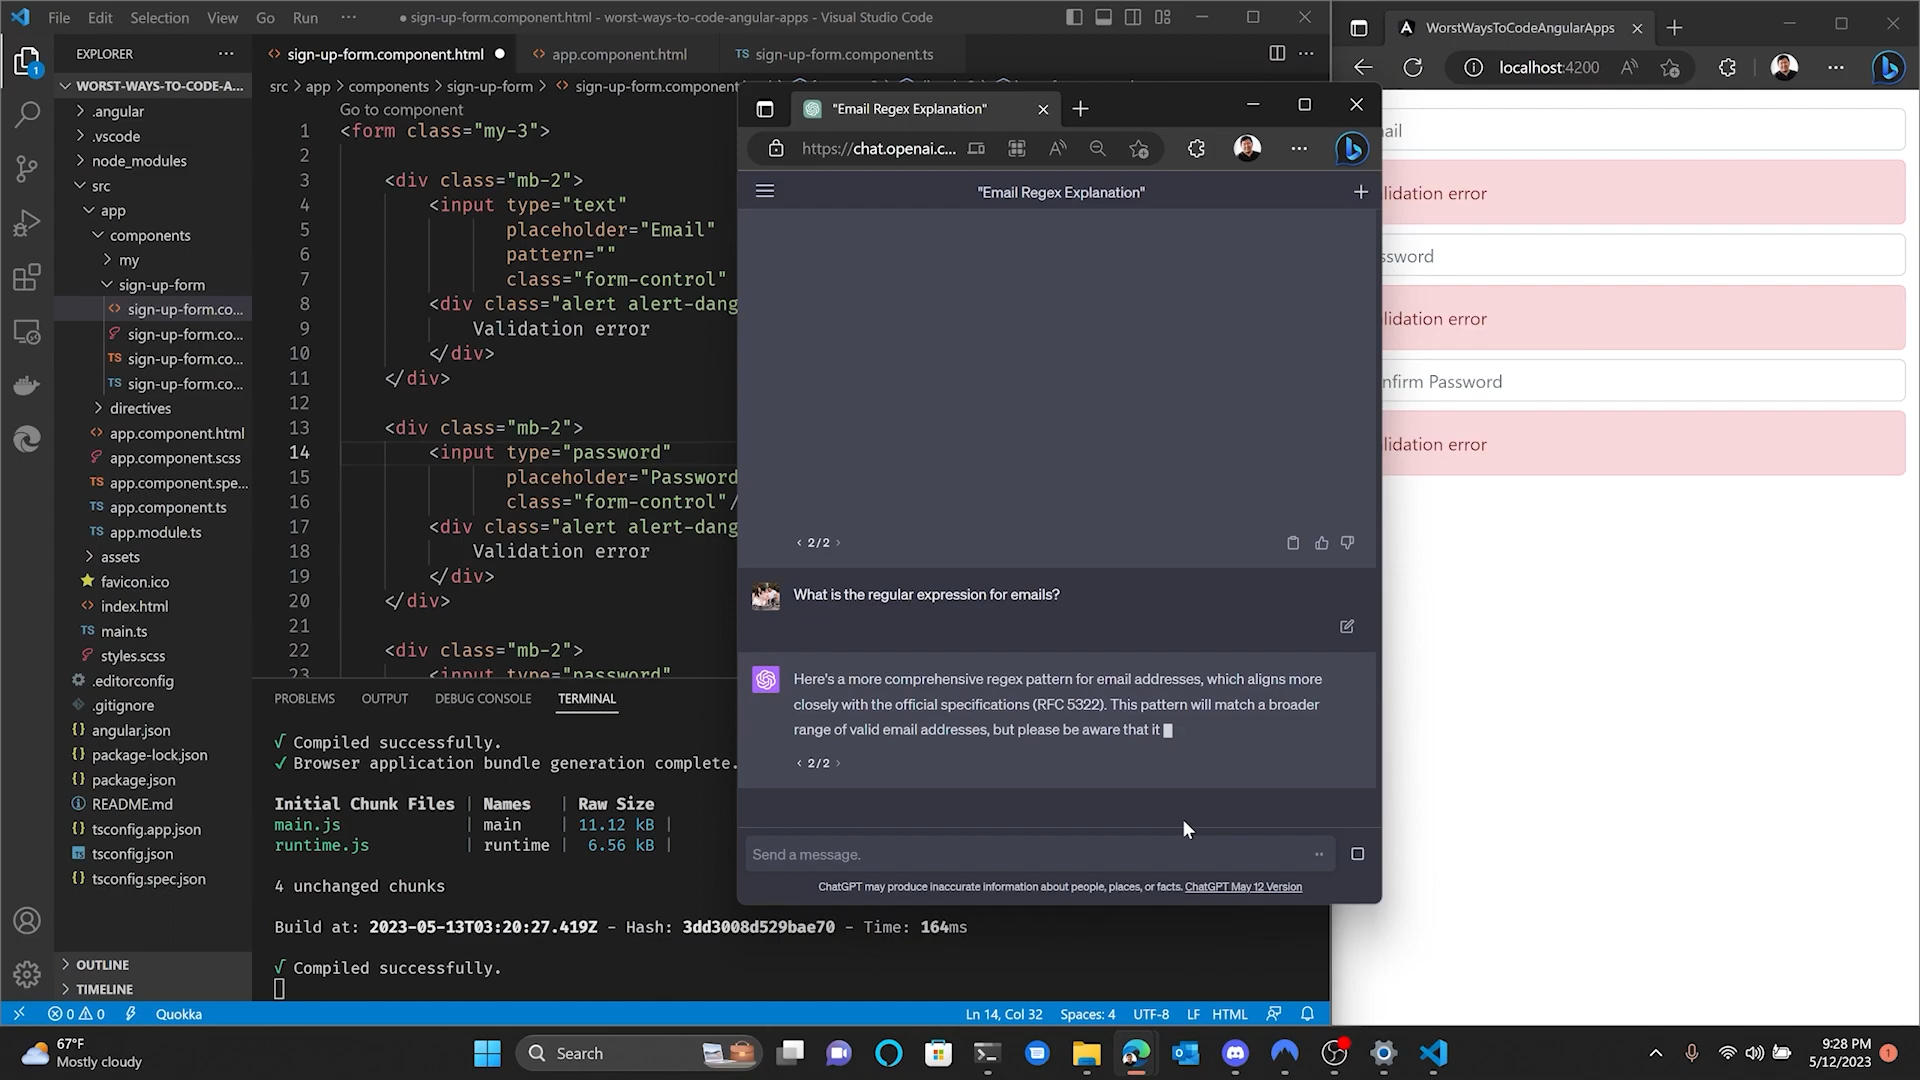 File Edit Selection View Go Run ···
● sign-up-form.component.html - worst-ways-to-code-angular-apps - Visual Studio Code
EXPLORER ···
WORST-WAYS-TO-CODE-A...
.angular
.vscode
node_modules
src
app
components
my
sign-up-form
sign-up-form.co...
sign-up-form.co...
TS sign-up-form.co...
TS sign-up-form.co...
directives
app.component.html
app.component.scss
TS app.component.spe...
TS app.component.ts
TS app.module.ts
assets
favicon.ico
index.html
TS main.ts
styles.scss
.editorconfig
.gitignore
angular.json
package-lock.json
package.json
README.md
tsconfig.app.json
tsconfig.json
tsconfig.spec.json
OUTLINE
TIMELINE
sign-up-form.component.html ●
app.component.html
TS sign-up-form.component.ts
src > app > components > sign-up-form > sign-up-form.component
Go to component
1 <form class="my-3">
2
3 <div class="mb-2">
4 <input type="text"
5 placeholder="Email"
6 pattern=""
7 class="form-control"
8 <div class="alert alert-dang
9 Validation error
10 </div>
11 </div>
12
13 <div class="mb-2">
14 <input type="password"
15 placeholder="Password
16 class="form-control"/
17 <div class="alert alert-dang
18 Validation error
19 </div>
20 </div>
21
22 <div class="mb-2">
23 <input type="password"
PROBLEMS OUTPUT DEBUG CONSOLE TERMINAL
√ Compiled successfully.
✓ Browser application bundle generation complete.
Initial Chunk Files | Names | Raw Size
main.js | main | 11.12 kB |
runtime.js | runtime | 6.56 kB |
4 unchanged chunks
Build at: 2023-05-13T03:20:27.419Z - Hash: 3dd3008d529bae70 - Time: 164ms
√ Compiled successfully.
0 0 Quokka
Ln 14, Col 32 Spaces: 4 UTF-8 LF HTML
"Email Regex Explanation"
https://chat.openai.c...
"Email Regex Explanation"
< 2/2 >
What is the regular expression for emails?
Here's a more comprehensive regex pattern for email addresses, which aligns more
closely with the official specifications (RFC 5322). This pattern will match a broader
range of valid email addresses, but please be aware that it
< 2/2 >
Send a message.
ChatGPT may produce inaccurate information about people, places, or facts. ChatGPT May 12 Version
WorstWaysToCodeAngularApps
localhost:4200
ail
lidation error
ssword
lidation error
nfirm Password
lidation error
67°F
Mostly cloudy
Search
9:28 PM
5/12/2023
1